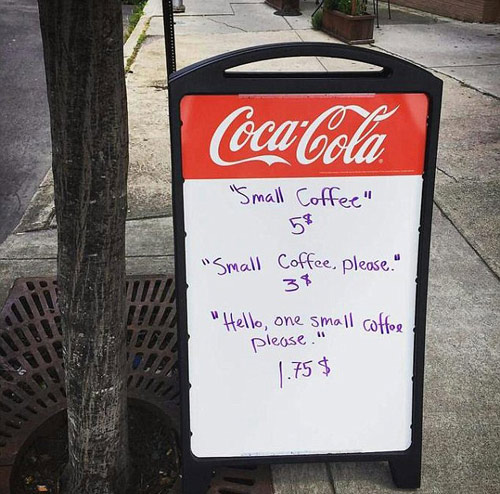 Coca-Cola
"Small Coffee"
5$
"Small Coffee, please."
3$
"Hello, one small coffee
please."
1.75 $